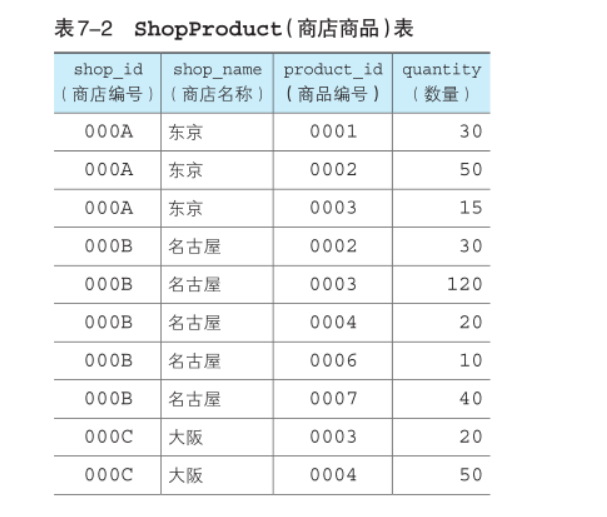 表7-2 ShopProduct(商店商品)表
shop_id shop_name product_id quantity
(商店编号) (商店名称) (商品编号) (数量)
000A 东京 0001 30
000A 东京 0002 50
000A 东京 0003 15
000B 名古屋 0002 30
000B 名古屋 0003 120
000B 名古屋 0004 20
000B 名古屋 0006 10
000B 名古屋 0007 40
000C 大阪 0003 20
000C 大阪 0004 50